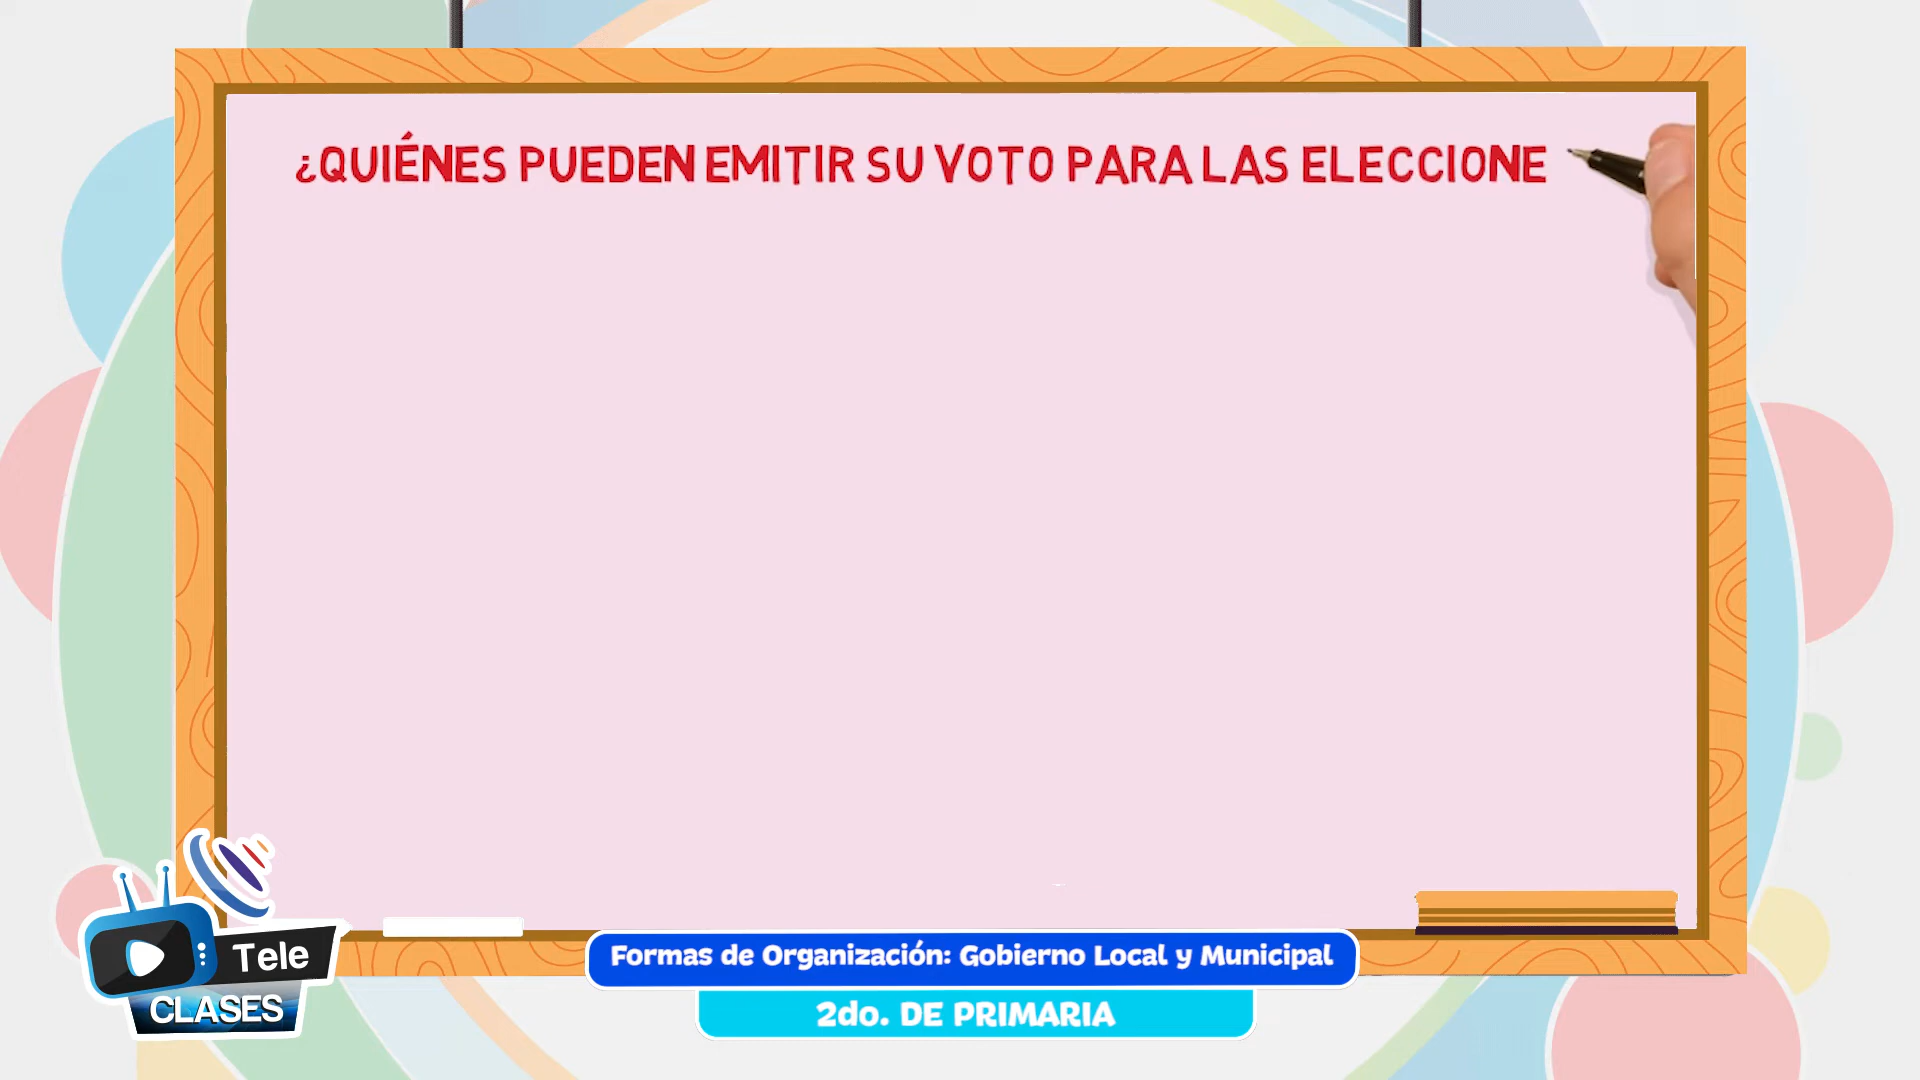 ¿QUIÉNES PUEDEN EMITIR SU VOTO PARA LAS ELECCIONE
Tele
CLASES
Formas de Organización: Gobierno Local y Municipal
2do. DE PRIMARIA